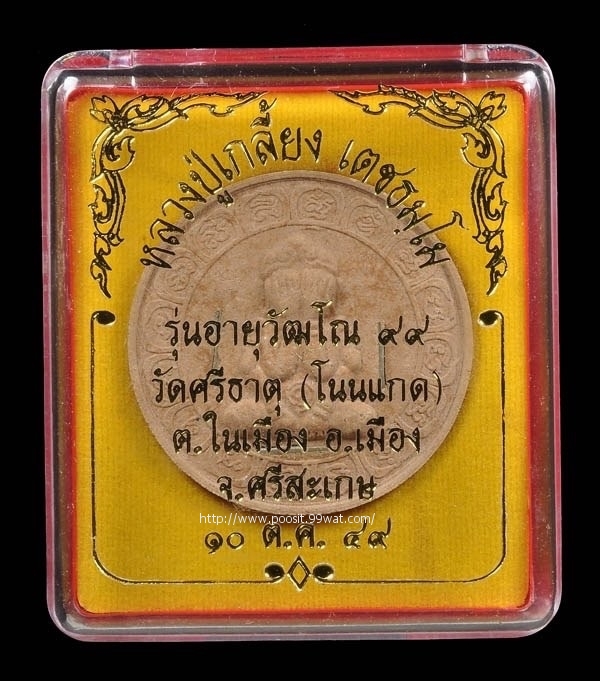 หลวงปู่เกลี้ยง เตชธมฺโม
รุ่นอายุวัฒโณ ๙๙
วัดศรีธาตุ (โนนแกด)
ต.ในเมือง อ.เมือง
จ.ศรีสะเกษ
http://www.poosit.99wat.com/
๑๐ ต.ค. ๔๙